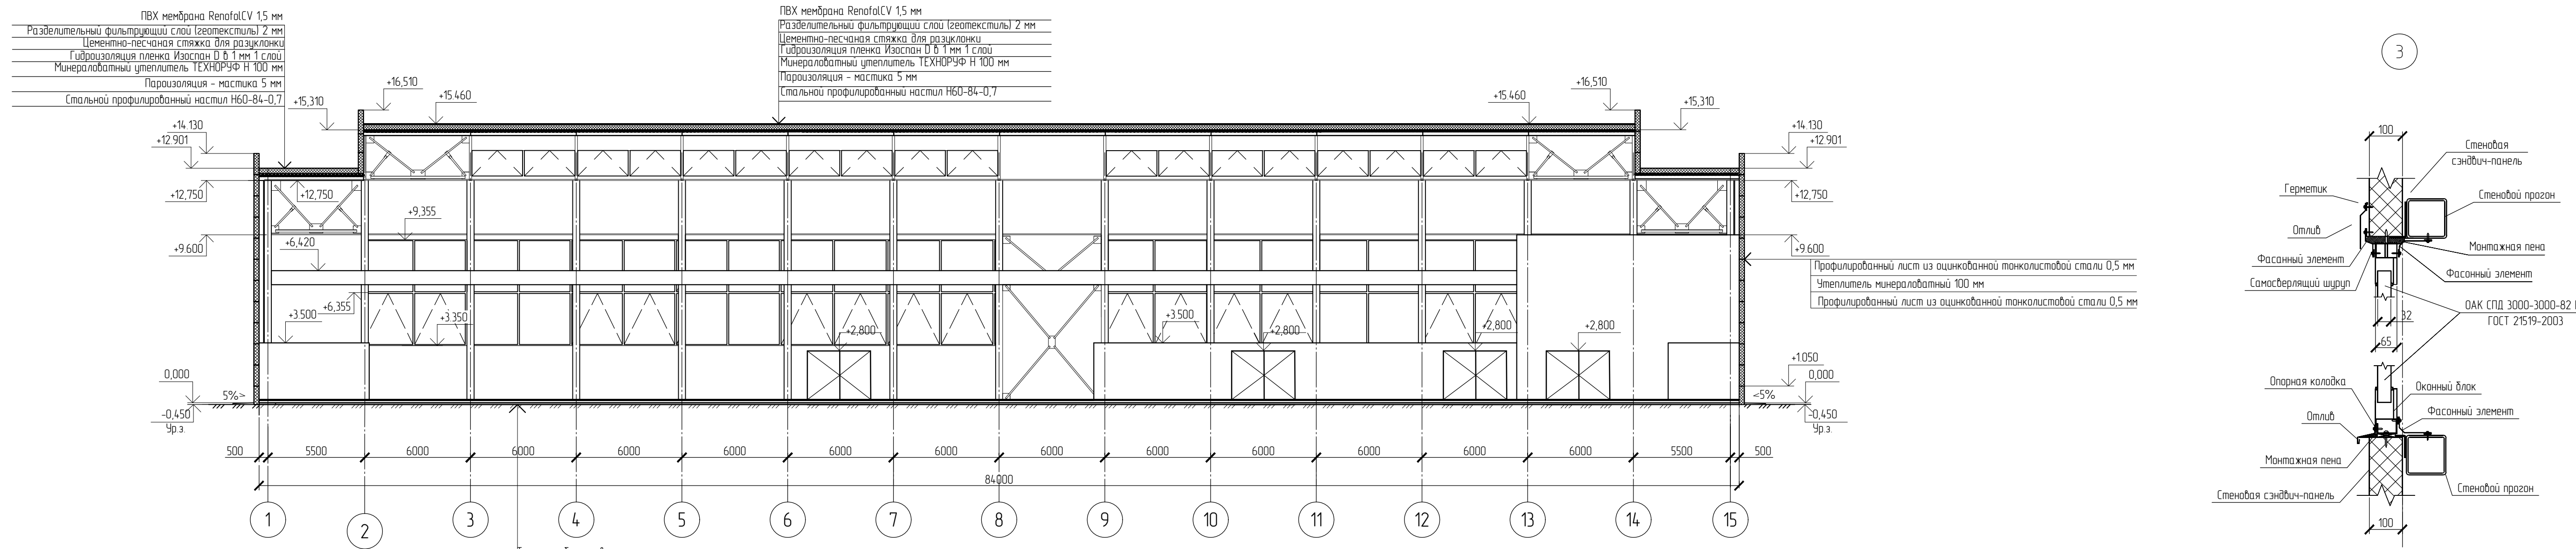 ПВХ мембрана RenofolCV 1,5 мм
Разделительный фильтрующий слой (геотекстиль) 2 мм
Цементно-песчаная стяжка для разуклонки
Гидроизоляция пленка Изоспан D в 1 мм 1 слой
Минераловатный утеплитель ТЕХНОРУФ Н 100 мм
Пароизоляция - мастика 5 мм
Стальной профилированный настил Н60-84-0,7
ПВХ мембрана RenofolCV 1,5 мм
Разделительный фильтрующий слой (геотекстиль) 2 мм
Цементно-песчаная стяжка для разуклонки
Гидроизоляция пленка Изоспан D в 1 мм 1 слой
Минераловатный утеплитель ТЕХНОРУФ Н 100 мм
Пароизоляция - мастика 5 мм
Стальной профилированный настил Н60-84-0,7
+16,510
+15.460
+15,310
+14.130
+12.901
+12,750
+12,750
+9,355
+9.600
+6,420
+6,355
+3.500
+3.350
+2,800
0,000
-0,450
Ур.з.
5%>
+15.460
+16,510
+15,310
+14.130
+12.901
+12,750
+9.600
+3.500
+2,800
+2,800
+2,800
+1.050
0,000
<5%
-0,450
Ур.з.
Профилированный лист из оцинкованной тонколистовой стали 0,5 мм
Утеплитель минераловатный 100 мм
Профилированный лист из оцинкованной тонколистовой стали 0,5 мм
500 5500 6000 6000 6000 6000 6000 6000 6000 6000 6000 6000 6000 6000 5500 500
84000
1 2 3 4 5 6 7 8 9 10 11 12 13 14 15
3
100
Стеновая
сэндвич-панель
Герметик
Стеновой прогон
Отлив
Монтажная пена
Фасанный элемент
Фасонный элемент
Самосверлящий шуруп
ОАК СПД 3000-3000-82
ГОСТ 21519-2003
32
65
Опорная колодка
Оконный блок
Отлив
Фасонный элемент
Монтажная пена
Стеновая сэндвич-панель
Стеновой прогон
100